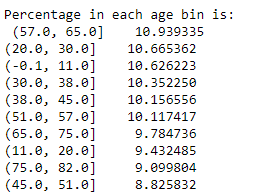 Percentage in each age bin is:
(57.0, 65.0] 10.939335
(20.0, 30.0] 10.665362
(-0.1, 11.0] 10.626223
(30.0, 38.0] 10.352250
(38.0, 45.0] 10.156556
(51.0, 57.0] 10.117417
(65.0, 75.0] 9.784736
(11.0, 20.0] 9.432485
(75.0, 82.0] 9.099804
(45.0, 51.0] 8.825832